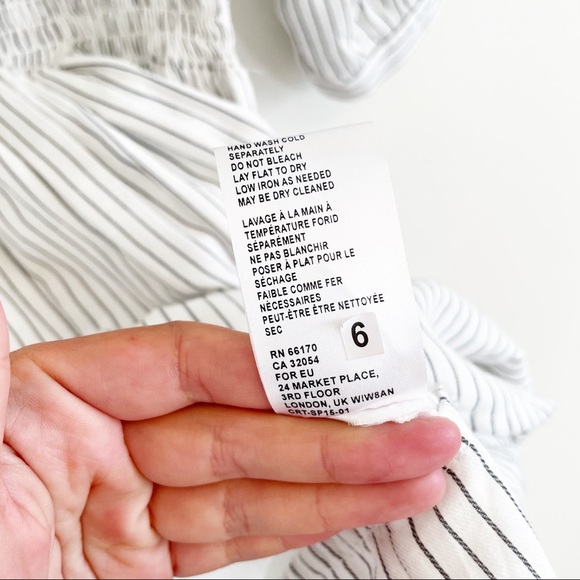 HAND WASH COLD
SEPARATELY
DO NOT BLEACH
LAY FLAT TO DRY
LOW IRON AS NEEDED
MAY BE DRY CLEANED
LAVAGE À LA MAIN À
TEMPÉRATURE FORID
SÉPARÉMENT
NE PAS BLANCHIR
POSER À PLAT POUR LE
SÉCHAGE
FAIBLE COMME FER
NÉCESSAIRES
PEUT-ÊTRE ÊTRE NETTOYÉE
SEC
6
RN 66170
CA 32054
FOR EU
24 MARKET PLACE,
3RD FLOOR
LONDON, UK W/W8AN
CRT-SP15-01